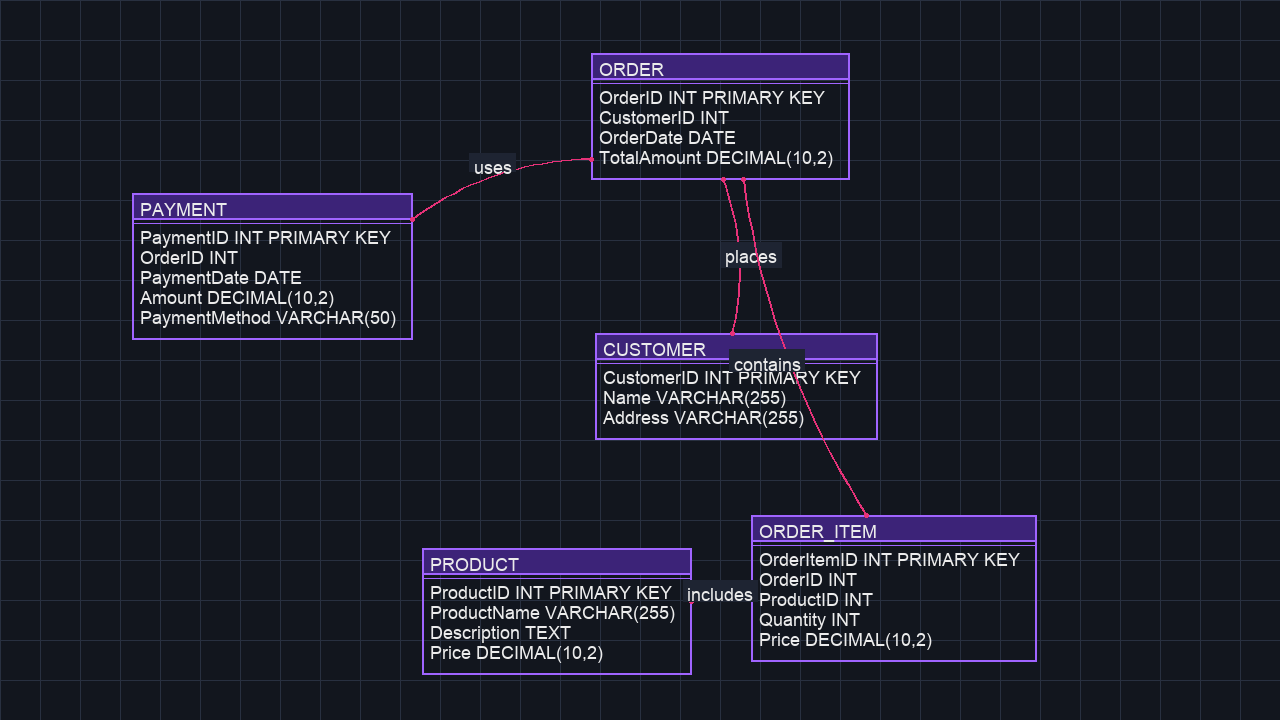 ORDER
OrderID INT PRIMARY KEY
CustomerID INT
OrderDate DATE
TotalAmount DECIMAL(10,2)
uses
PAYMENT
PaymentID INT PRIMARY KEY
OrderID INT
PaymentDate DATE
Amount DECIMAL(10,2)
PaymentMethod VARCHAR(50)
places
CUSTOMER
contains
CustomerID INT PRIMARY KEY
Name VARCHAR(255)
Address VARCHAR(255)
ORDER_ITEM
OrderItemID INT PRIMARY KEY
OrderID INT
ProductID INT
Quantity INT
Price DECIMAL(10,2)
includes
PRODUCT
ProductID INT PRIMARY KEY
ProductName VARCHAR(255)
Description TEXT
Price DECIMAL(10,2)